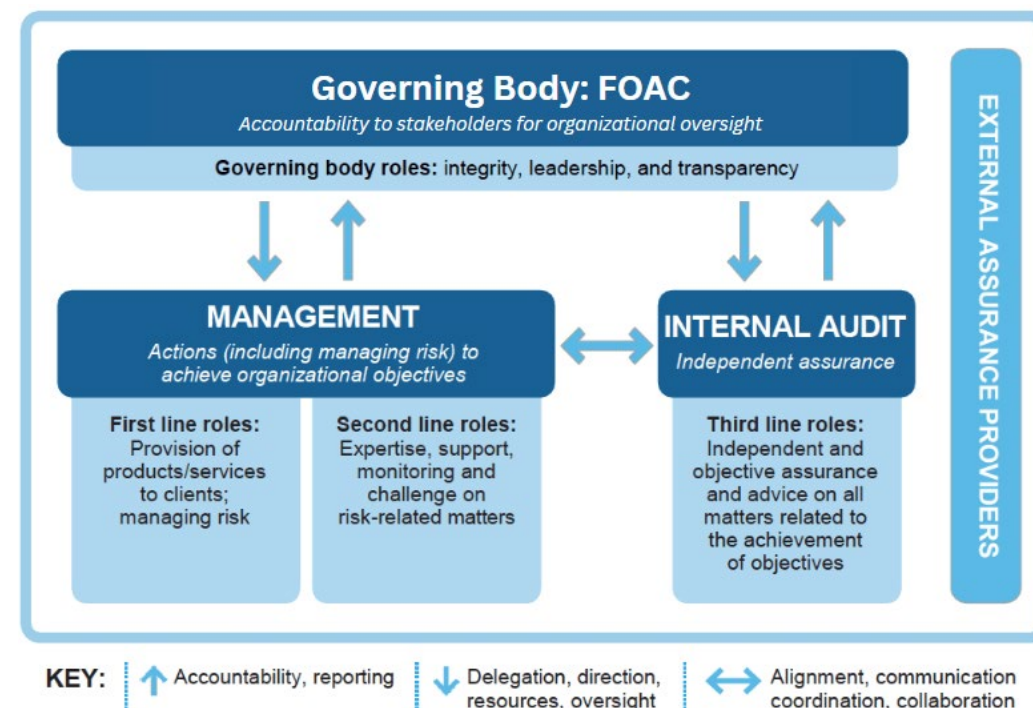 Governing Body: FOAC
Accountability to stakeholders for organizational oversight
Governing body roles: integrity, leadership, and transparency
MANAGEMENT
Actions (including managing risk) to
achieve organizational objectives
First line roles:
Provision of
products/services
to clients;
managing risk
Second line roles:
Expertise, support,
monitoring and
challenge on
risk-related matters
INTERNAL AUDIT
Independent assurance
Third line roles:
Independent and
objective assurance
and advice on all
matters related to
the achievement
of objectives
EXTERNAL ASSURANCE PROVIDERS
KEY:
Accountability, reporting
Delegation, direction,
resources, oversight
Alignment, communication
coordination, collaboration